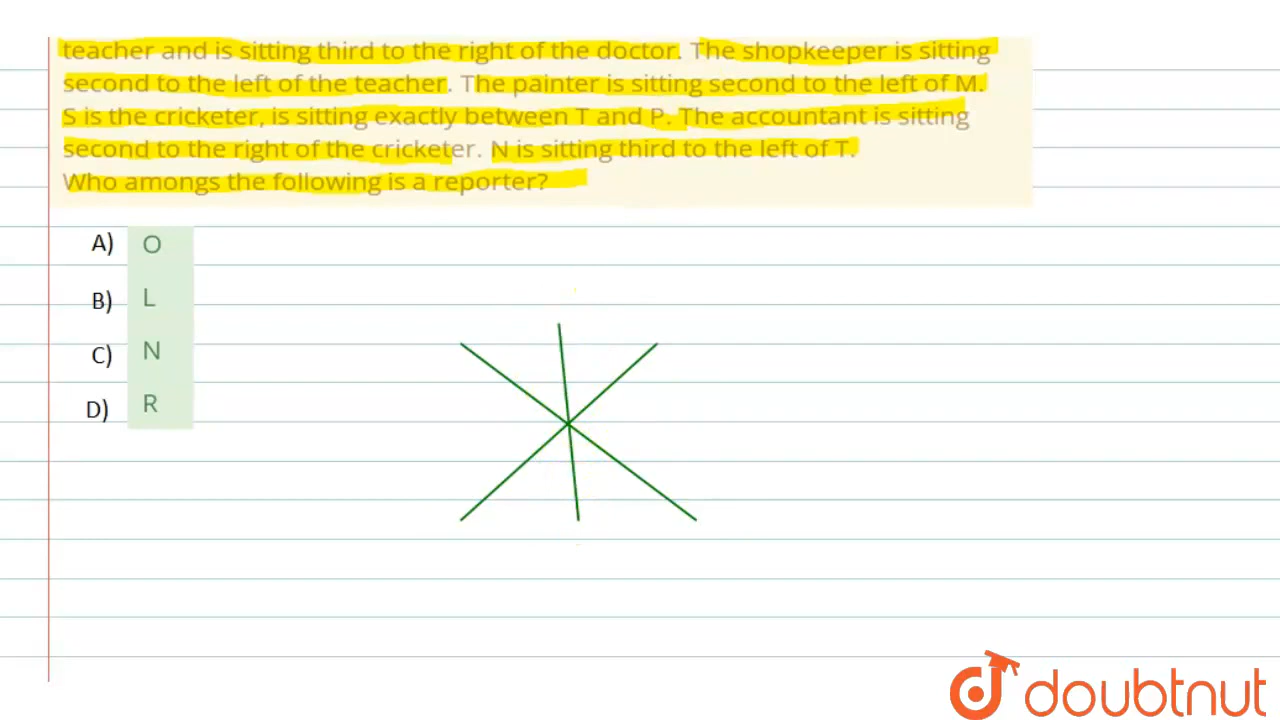 teacher and is sitting third to the right of the doctor. The shopkeeper is sitting
second to the left of the teacher. The painter is sitting second to the left of M.
S is the cricketer, is sitting exactly between T and P. The accountant is sitting
second to the right of the cricketer. N is sitting third to the left of T.
Who amongs the following is a reporter?
A) O
B) L
C) N
D) R
doubtnut